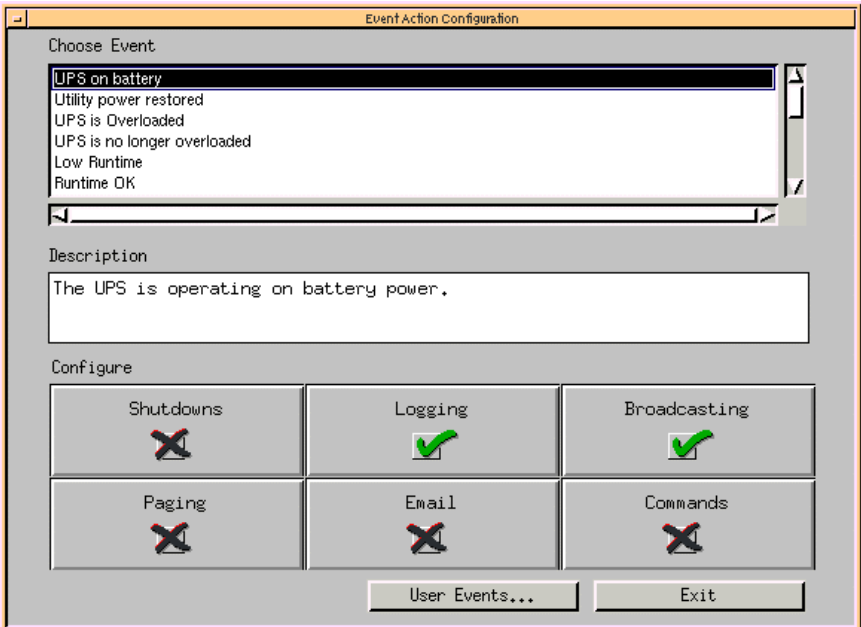 Event Action Configuration
Choose Event
UPS on battery
Utility power restored
UPS is Overloaded
UPS is no longer overloaded
Low Runtime
Runtime OK
Description
The UPS is operating on battery power.
Configure
Shutdowns
Logging
Broadcasting
Paging
Email
Commands
User Events...
Exit